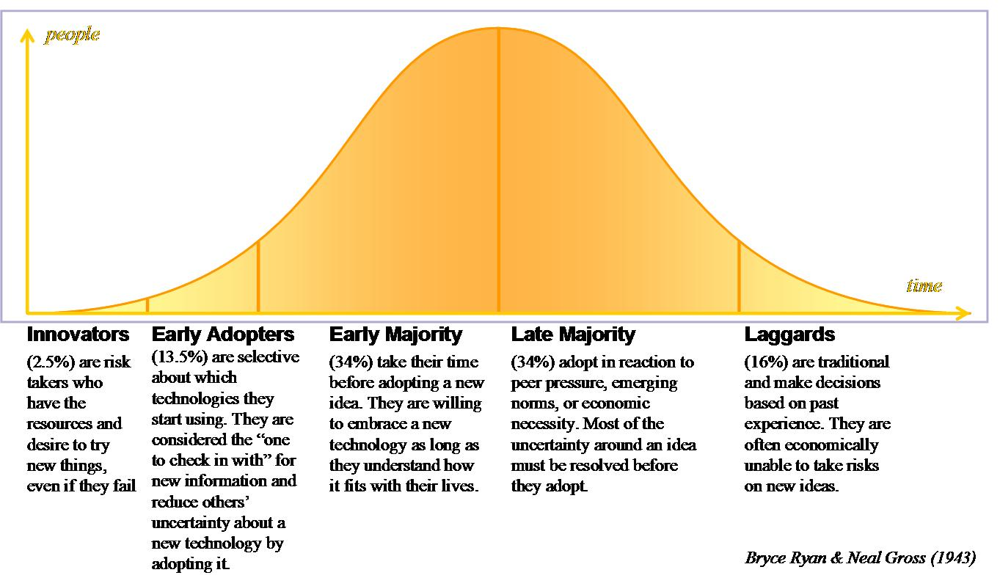 people
time
Innovators
(2.5%) are risk
takers who
have the
resources and
desire to try
new things,
even if they fail
Early Adopters
(13.5%) are selective
about which
technologies they
start using. They are
considered the “one
to check in with” for
new information and
reduce others’
uncertainty about a
new technology by
adopting it.
Early Majority
(34%) take their time
before adopting a new
idea. They are willing
to embrace a new
technology as long as
they understand how
it fits with their lives.
Late Majority
(34%) adopt in reaction to
peer pressure, emerging
norms, or economic
necessity. Most of the
uncertainty around an idea
must be resolved before
they adopt.
Laggards
(16%) are traditional
and make decisions
based on past
experience. They are
often economically
unable to take risks
on new ideas.
Bryce Ryan & Neal Gross (1943)